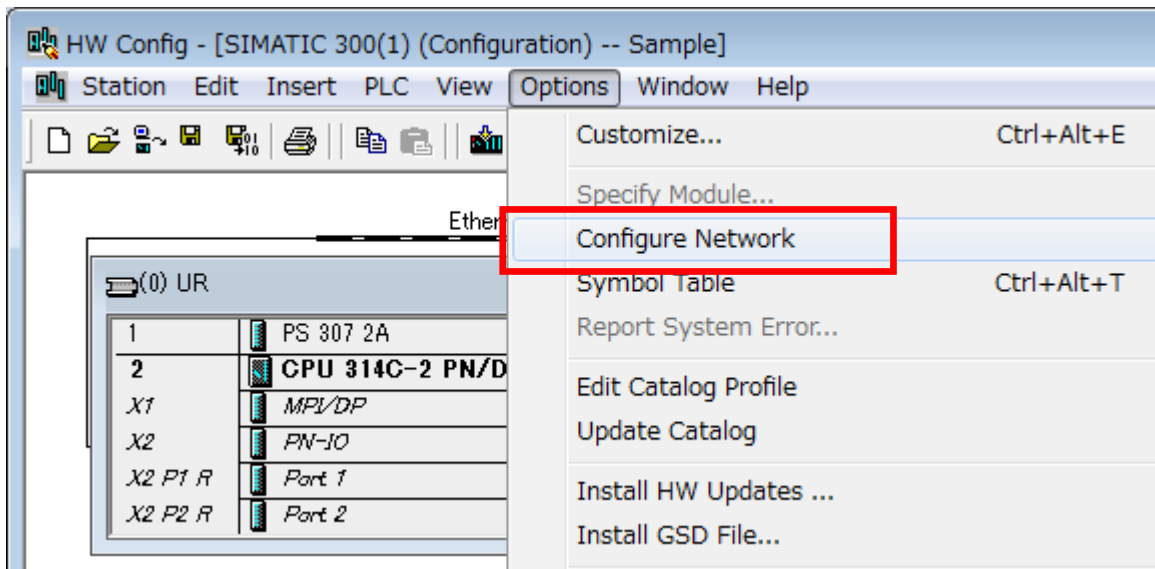 HW Config - [SIMATIC 300(1) (Configuration) -- Sample]
Station Edit Insert PLC View Options Window Help
Customize... Ctrl+Alt+E
Specify Module...
Configure Network
Symbol Table Ctrl+Alt+T
Report System Error...
Edit Catalog Profile
Update Catalog
Install HW Updates ...
Install GSD File...
Ether
(0) UR
1 PS 307 2A
2 CPU 314C-2 PN/D
X1 MPI/DP
X2 PN-IO
X2 P1 R Port 1
X2 P2 R Port 2